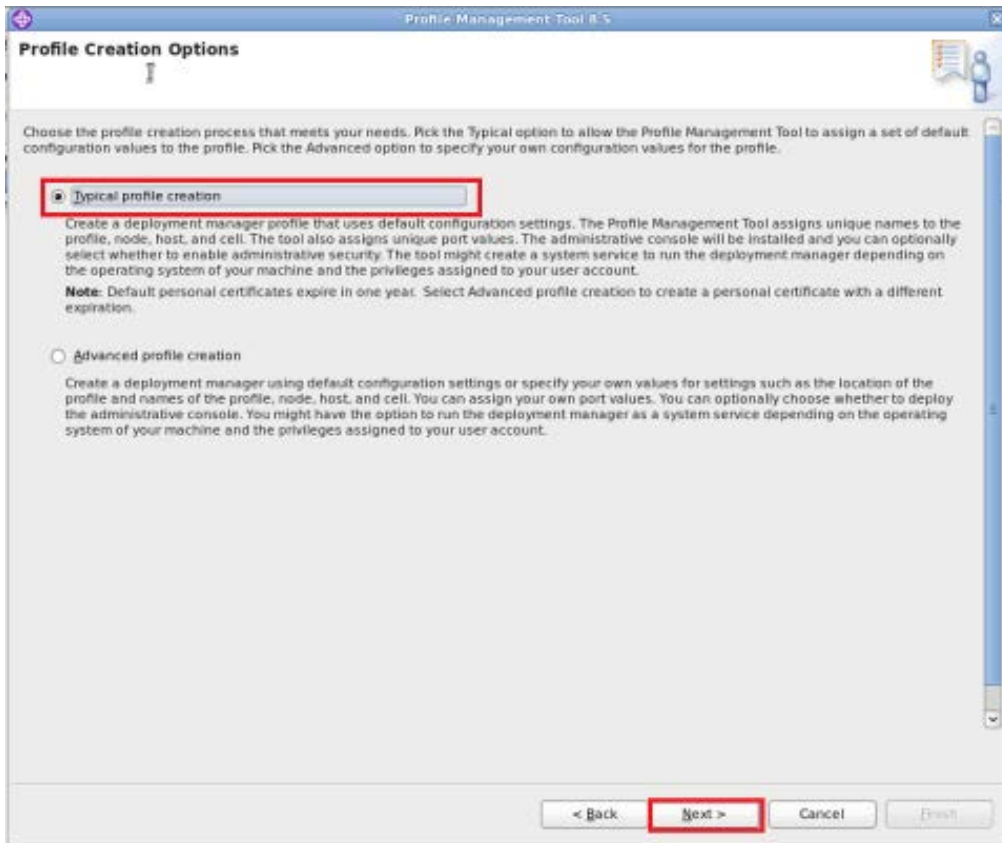 Profile Management Tool 8.5
Profile Creation Options
Choose the profile creation process that meets your needs. Pick the Typical option to allow the Profile Management Tool to assign a set of default
configuration values to the profile. Pick the Advanced option to specify your own configuration values for the profile.
Typical profile creation
Create a deployment manager profile that uses default configuration settings. The Profile Management Tool assigns unique names to the
profile, node, host, and cell. The tool also assigns unique port values. The administrative console will be installed and you can optionally
select whether to enable administrative security. The tool might create a system service to run the deployment manager depending on
the operating system of your machine and the privileges assigned to your user account.
Note: Default personal certificates expire in one year. Select Advanced profile creation to create a personal certificate with a different
expiration.
Advanced profile creation
Create a deployment manager using default configuration settings or specify your own values for settings such as the location of the
profile and names of the profile, node, host, and cell. You can assign your own port values. You can optionally choose whether to deploy
the administrative console. You might have the option to run the deployment manager as a system service depending on the operating
system of your machine and the privileges assigned to your user account.
< Back
Next >
Cancel
Finish